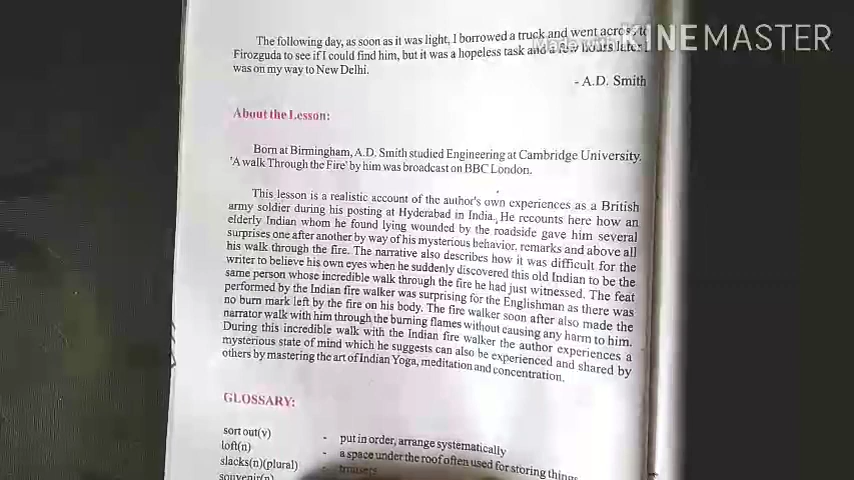 The following day, as soon as it was light, I borrowed a truck and went across to
Firozguda to see if I could find him, but it was a hopeless task and a few hours later I
was on my way to New Delhi.
- A.D. Smith
Made with KINEMASTER
About the Lesson:
Born at Birmingham, A.D. Smith studied Engineering at Cambridge University.
'A walk Through the Fire' by him was broadcast on BBC London.
This lesson is a realistic account of the author's own experiences as a British
army soldier during his posting at Hyderabad in India. He recounts here how an
elderly Indian whom he found lying wounded by the roadside gave him several
surprises one after another by way of his mysterious behavior, remarks and above all
his walk through the fire. The narrative also describes how it was difficult for the
writer to believe his own eyes when he suddenly discovered this old Indian to be the
same person whose incredible walk through the fire he had just witnessed. The feat
performed by the Indian fire walker was surprising for the Englishman as there was
no burn mark left by the fire on his body. The fire walker soon after also made the
narrator walk with him through the burning flames without causing any harm to him.
During this incredible walk with the Indian fire walker the author experiences a
mysterious state of mind which he suggests can also be experienced and shared by
others by mastering the art of Indian Yoga, meditation and concentration.
GLOSSARY:
sort out(v) - put in order, arrange systematically
loft(n) - a space under the roof often used for storing things
slacks(n)(plural) - trousers
souvenir(n)